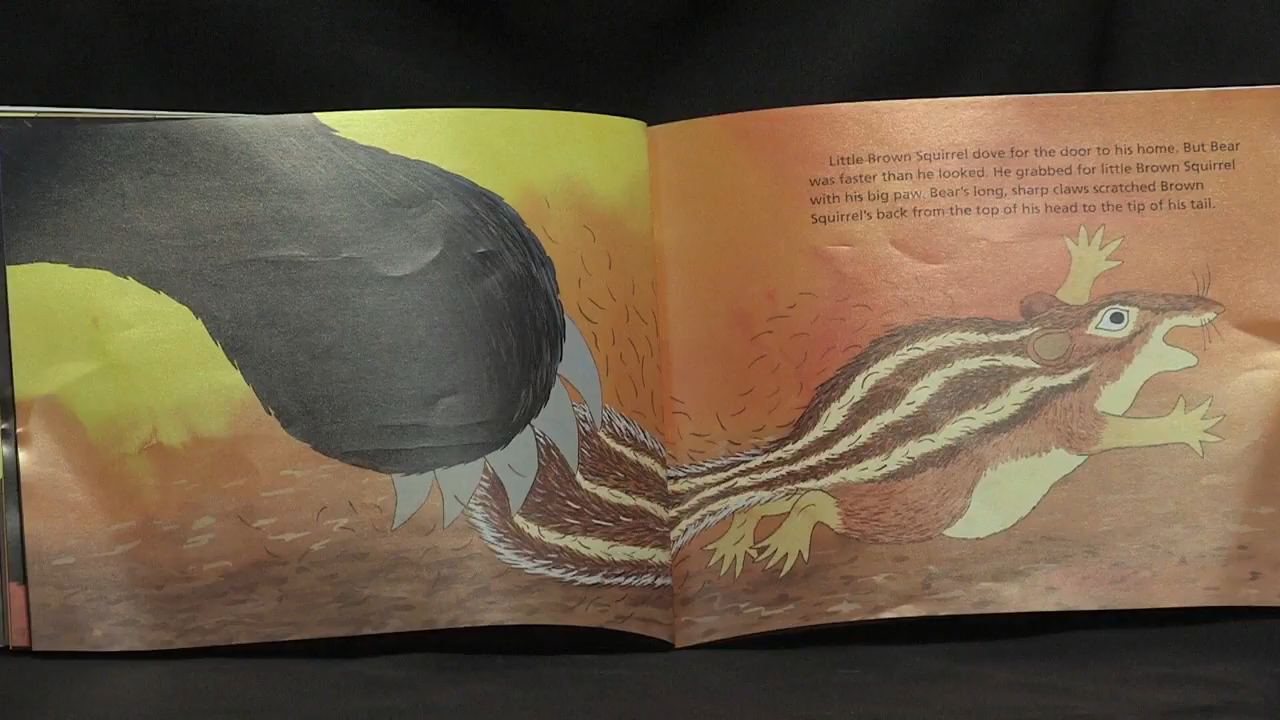 Little Brown Squirrel dove for the door to his home. But Bear
was faster than he looked. He grabbed for little Brown Squirrel
with his big paw. Bear's long, sharp claws scratched Brown
Squirrel's back from the top of his head to the tip of his tail.